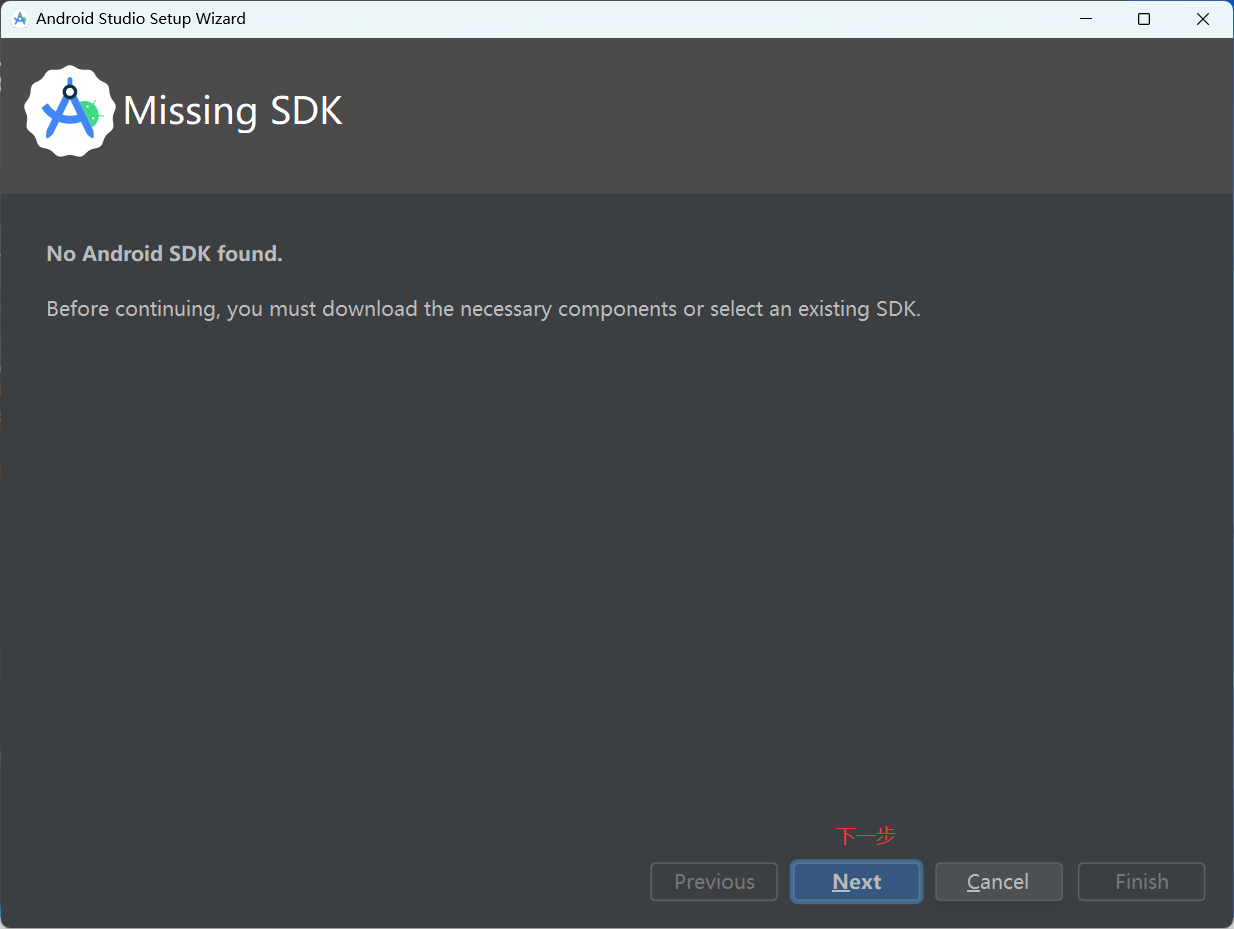 Android Studio Setup Wizard
Missing SDK
No Android SDK found.
Before continuing, you must download the necessary components or select an existing SDK.
下一步
Previous
Next
Cancel
Finish